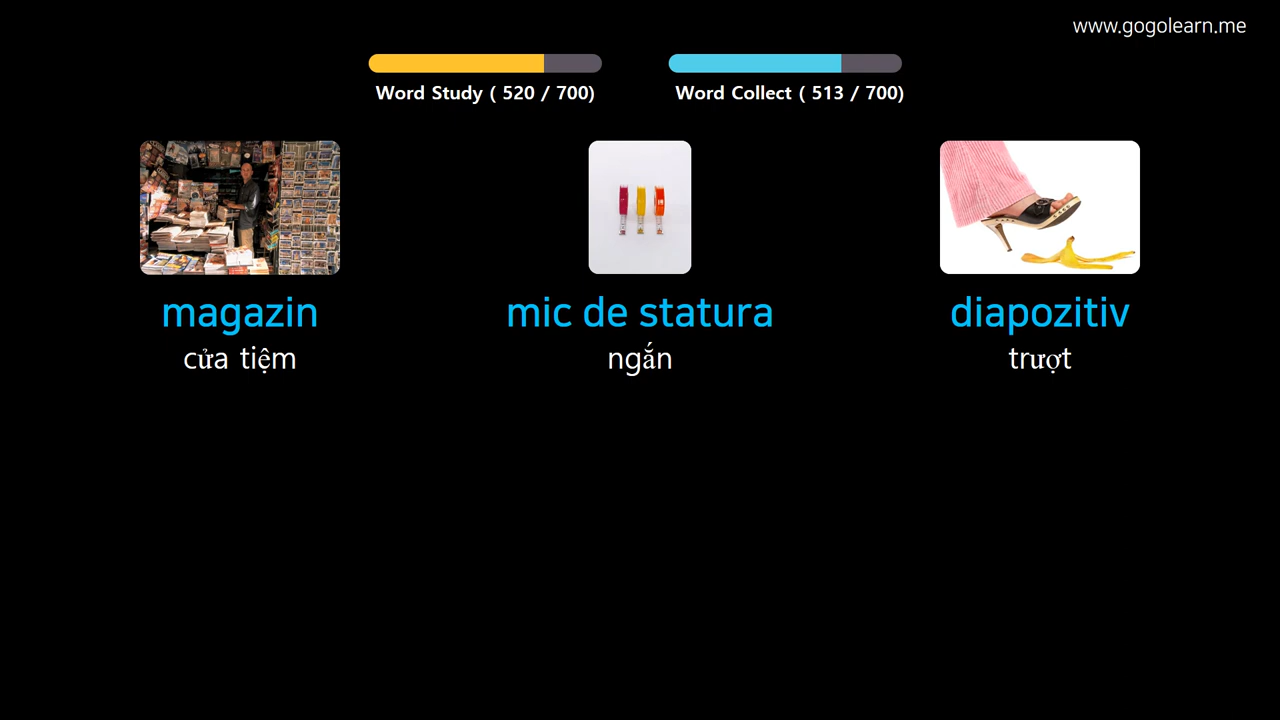 www.gogolearn.me
Word Study ( 520 / 700)
Word Collect ( 513 / 700)
magazin
mic de statura
diapozitiv
cửa tiệm
ngắn
trượt